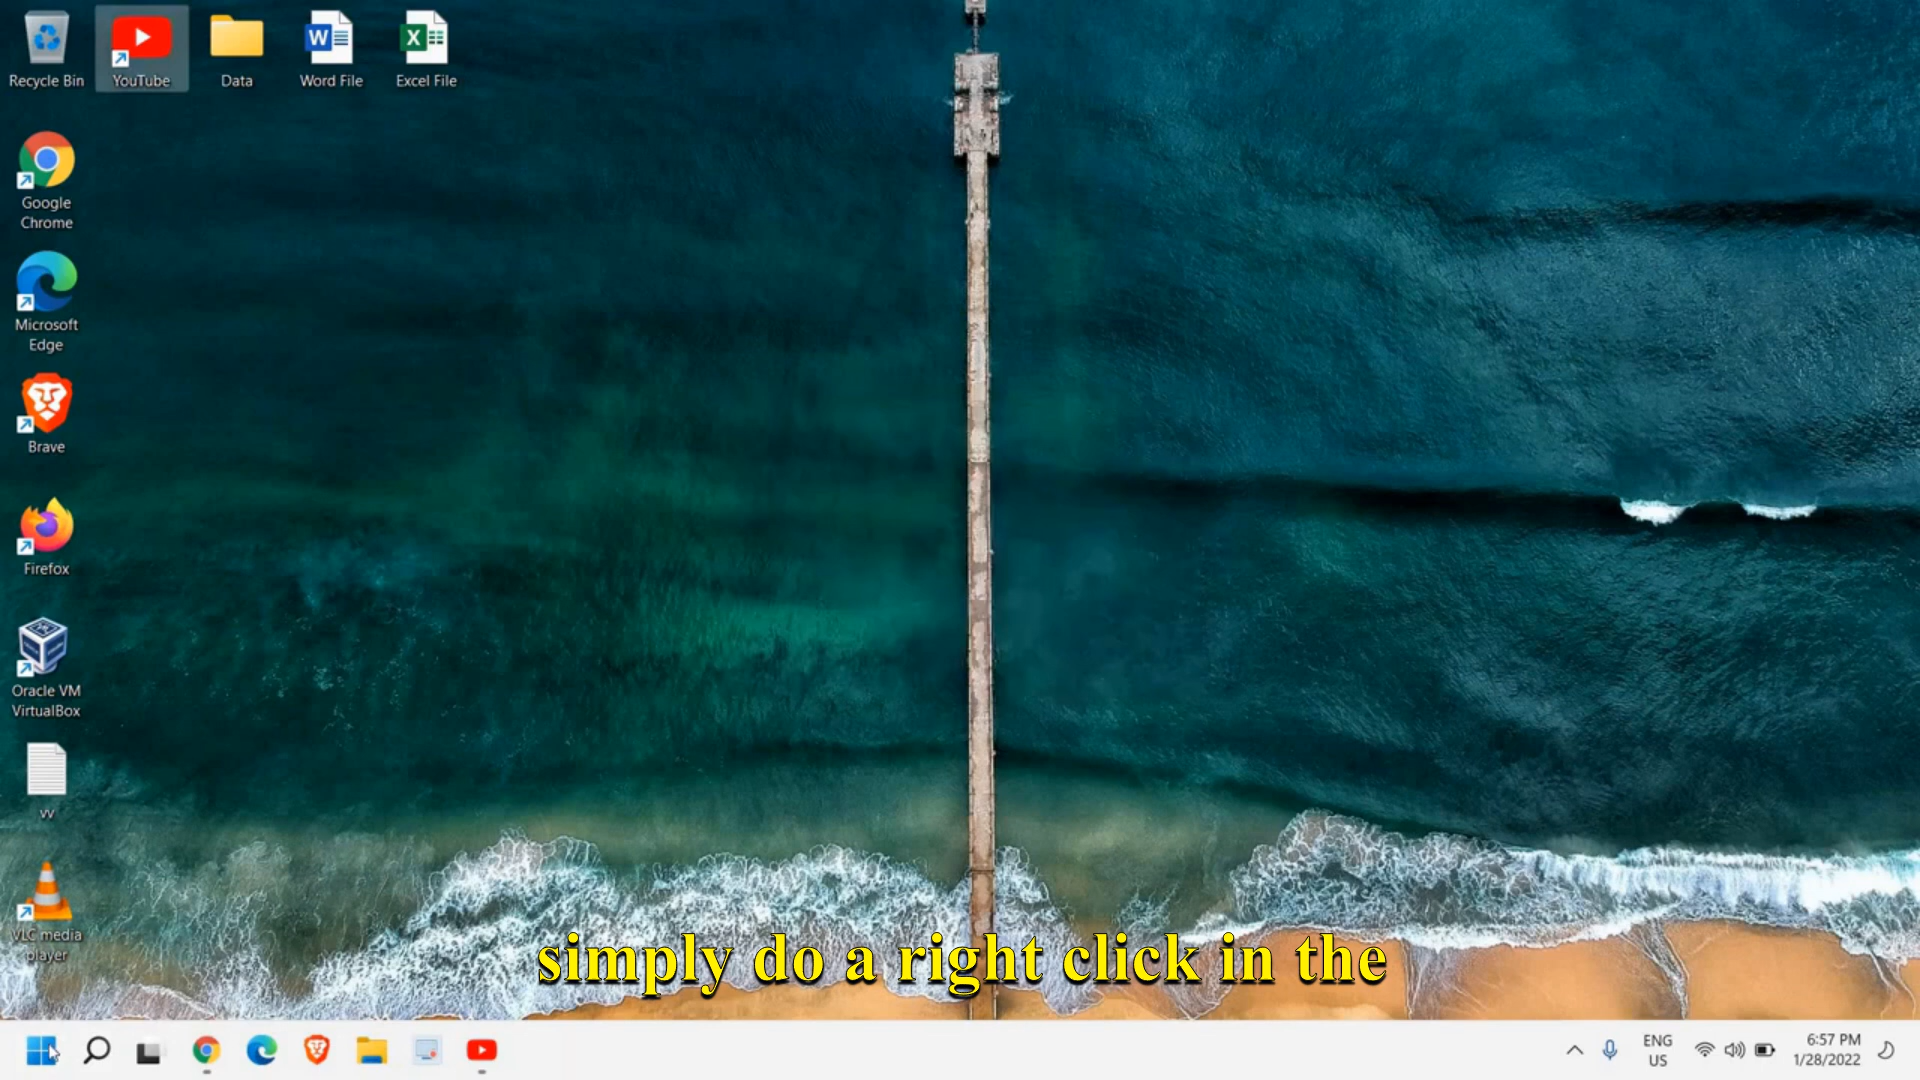 Recycle Bin
YouTube
Data
Word File
Excel File
Google
Chrome
Microsoft
Edge
Brave
Firefox
Oracle VM
VirtualBox
vv
VLC media
player
simply do a right click in the
ENG
US
6:57 PM
1/28/2022